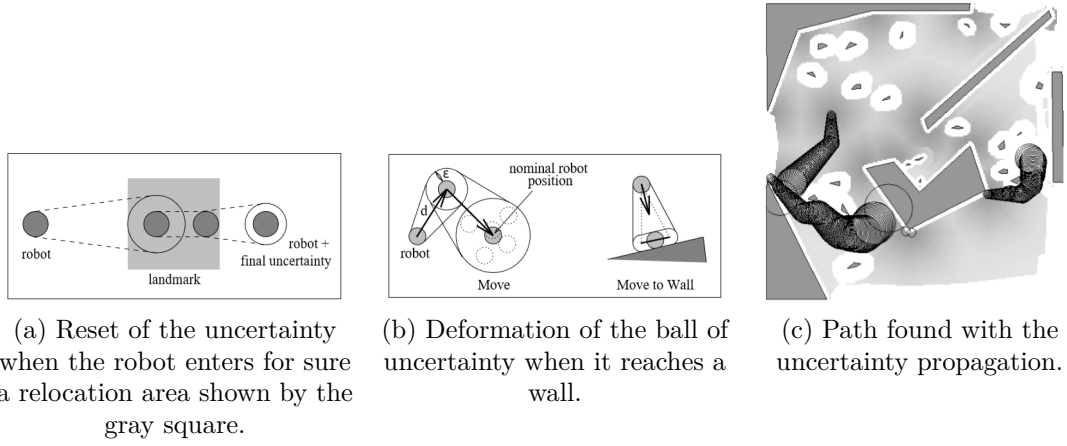 robot
landmark
robot +
final uncertainty
ε
d
robot
nominal robot
position
Move
Move to Wall
(a) Reset of the uncertainty
when the robot enters for sure
a relocation area shown by the
gray square.
(b) Deformation of the ball of
uncertainty when it reaches a
wall.
(c) Path found with the
uncertainty propagation.